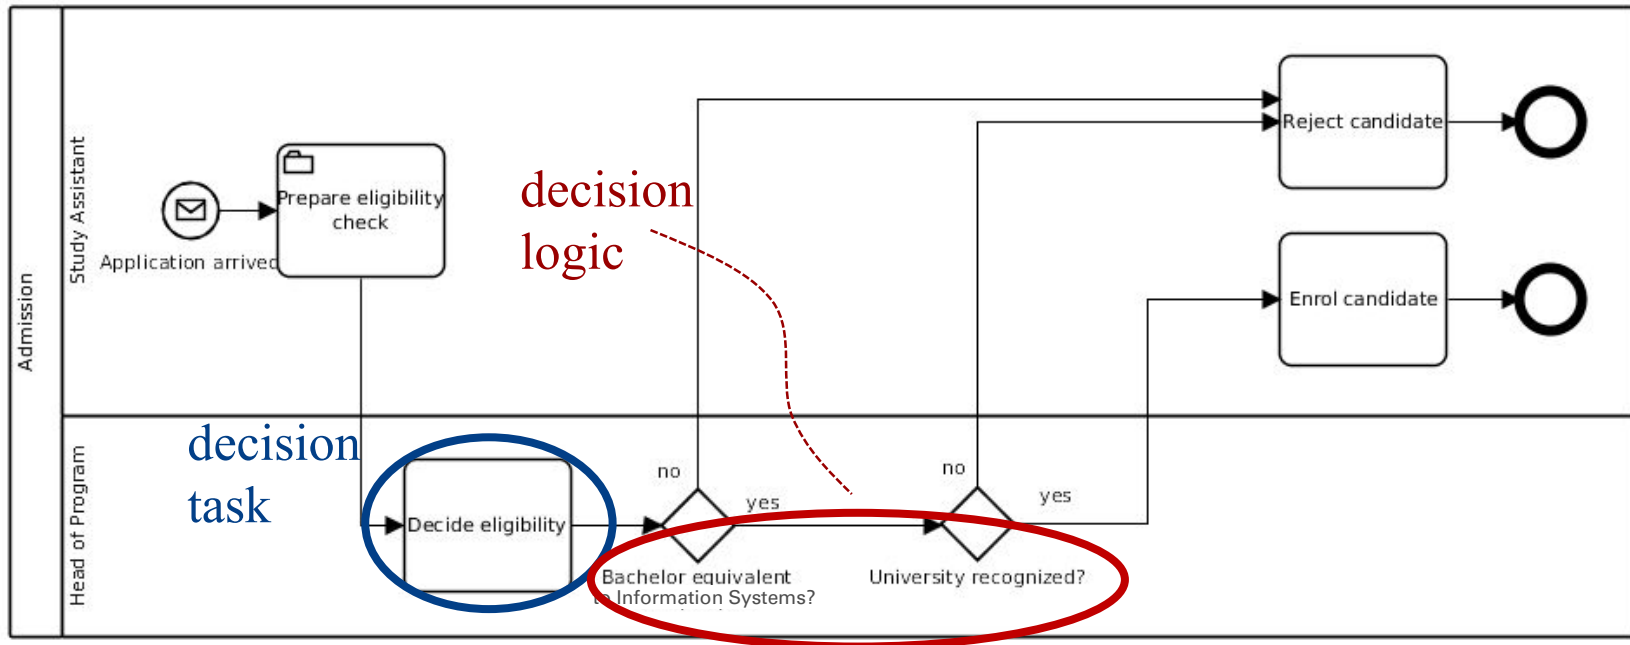 Admission
Study Assistant
Application arrived
Prepare eligibility
check
decision
logic
Reject candidate
Enrol candidate
Head of Program
decision
task
Decide eligibility
no
yes
Bachelor equivalent
to Information Systems?
no
yes
University recognized?